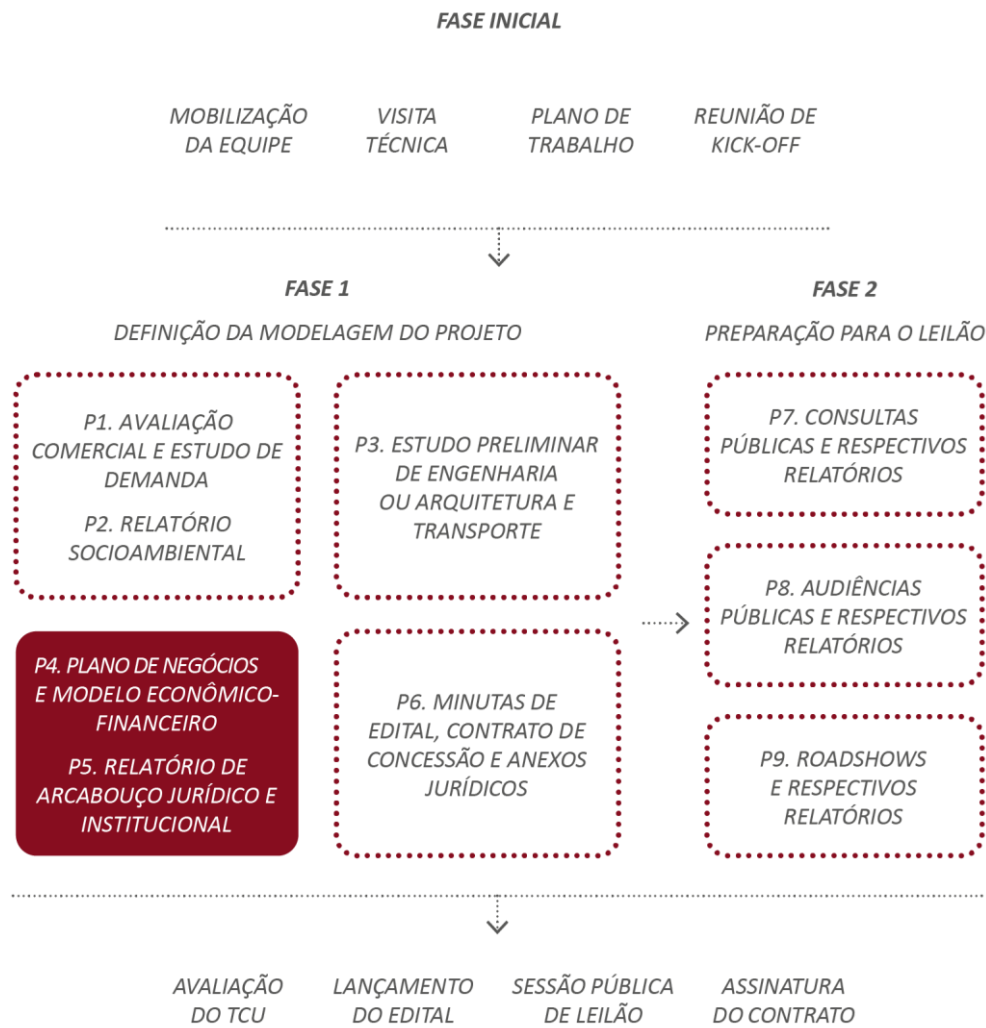 FASE INICIAL
MOBILIZAÇÃO
DA EQUIPE
VISITA
TÉCNICA
PLANO DE
TRABALHO
REUNIÃO DE
KICK-OFF
FASE 1
DEFINIÇÃO DA MODELAGEM DO PROJETO
P1. AVALIAÇÃO
COMERCIAL E ESTUDO DE
DEMANDA
P2. RELATÓRIO
SOCIOAMBIENTAL
P3. ESTUDO PRELIMINAR
DE ENGENHARIA
OU ARQUITETURA E
TRANSPORTE
P4. PLANO DE NEGÓCIOS
E MODELO ECONÔMICO-
FINANCEIRO
P5. RELATÓRIO DE
ARCABOUÇO JURÍDICO E
INSTITUCIONAL
P6. MINUTAS DE
EDITAL, CONTRATO DE
CONCESSÃO E ANEXOS
JURÍDICOS
FASE 2
PREPARAÇÃO PARA O LEILÃO
P7. CONSULTAS
PÚBLICAS E RESPECTIVOS
RELATÓRIOS
P8. AUDIÊNCIAS
PÚBLICAS E RESPECTIVOS
RELATÓRIOS
P9. ROADSHOWS
E RESPECTIVOS
RELATÓRIOS
AVALIAÇÃO
DO TCU
LANÇAMENTO
DO EDITAL
SESSÃO PÚBLICA
DE LEILÃO
ASSINATURA
DO CONTRATO